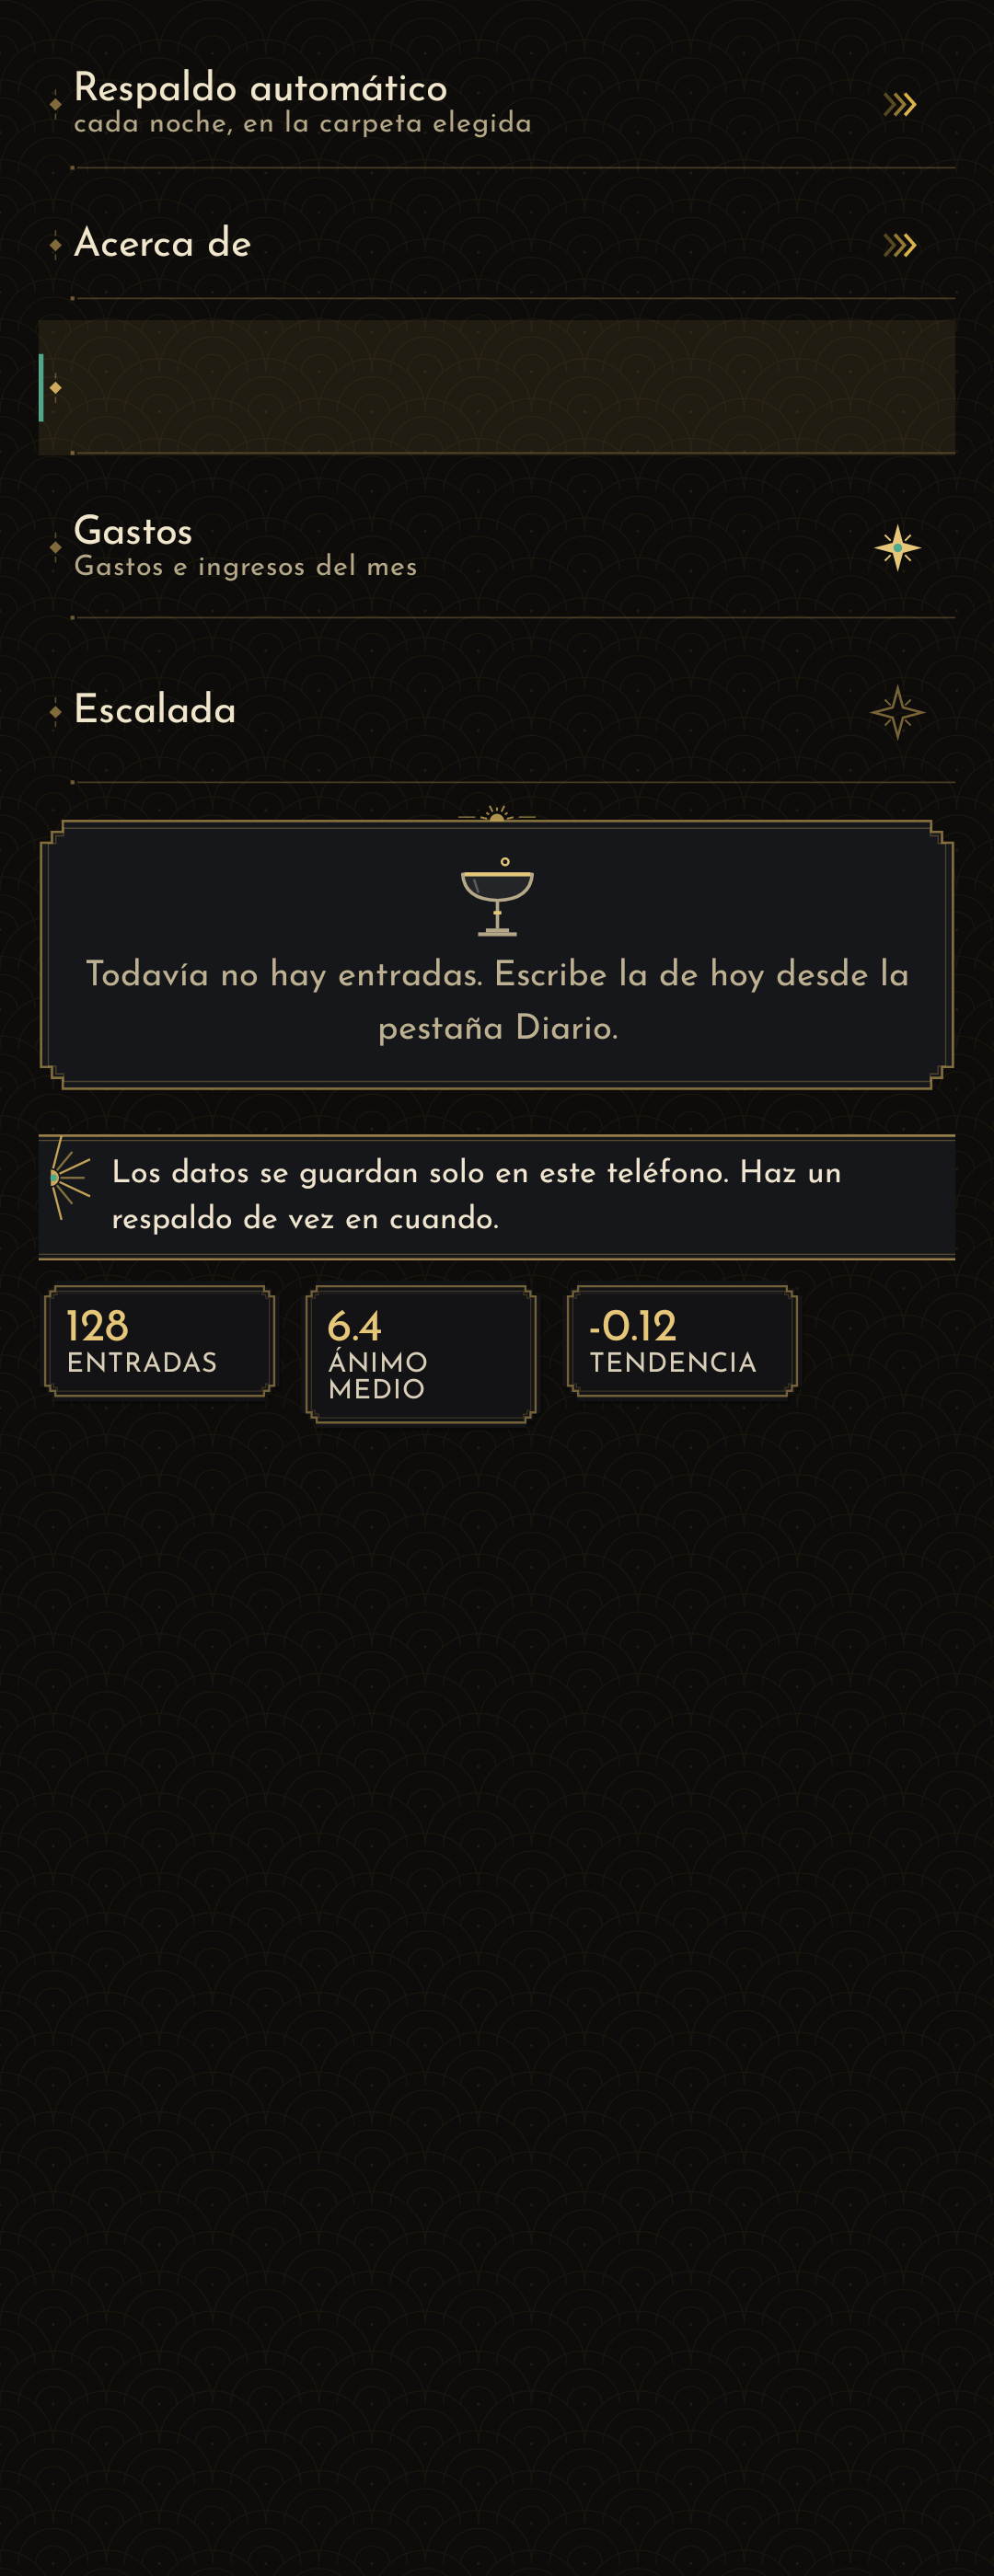 Respaldo automático
cada noche, en la carpeta elegida
Acerca de
Gastos
Gastos e ingresos del mes
Escalada
Todavía no hay entradas. Escribe la de hoy desde la
pestaña Diario.
Los datos se guardan solo en este teléfono. Haz un
respaldo de vez en cuando.
128
ENTRADAS
6.4
ÁNIMO
MEDIO
-0.12
TENDENCIA